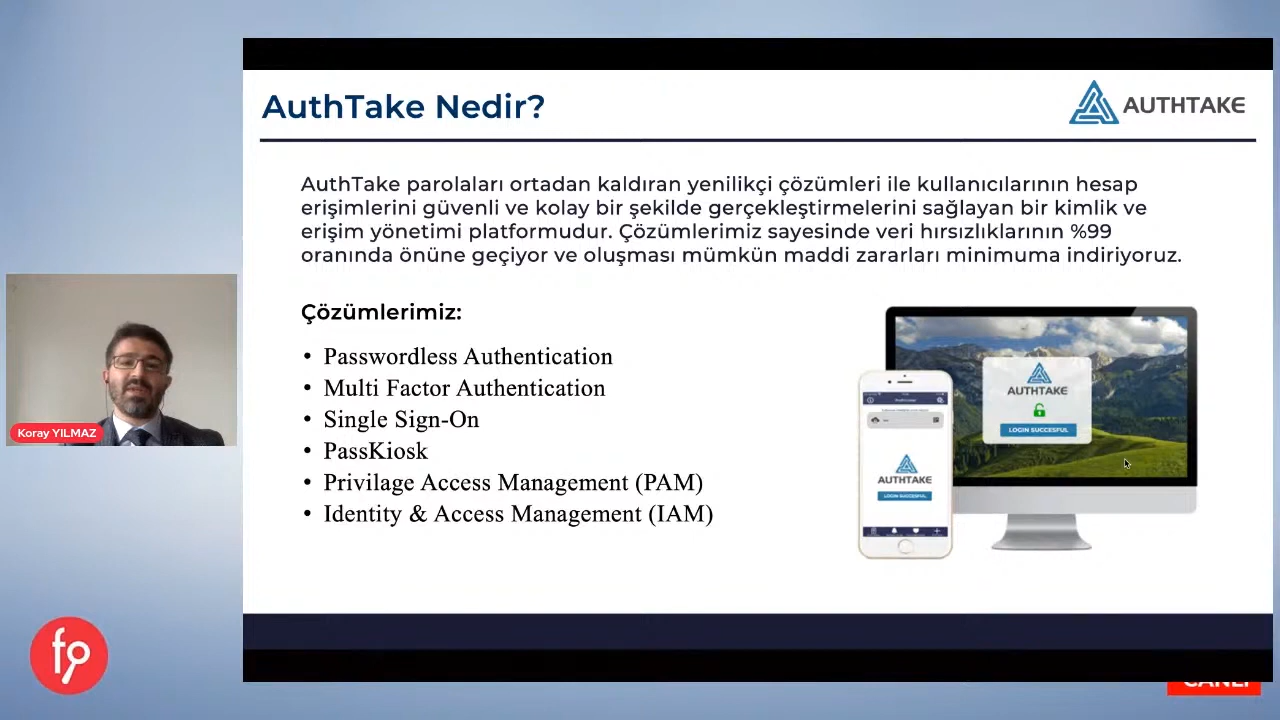 AuthTake Nedir?
AUTHTAKE
AuthTake parolaları ortadan kaldıran yenilikçi çözümleri ile kullanıcılarının hesap
erişimlerini güvenli ve kolay bir şekilde gerçekleştirmelerini sağlayan bir kimlik ve
erişim yönetimi platformudur. Çözümlerimiz sayesinde veri hırsızlıklarının %99
oranında önüne geçiyor ve oluşması mümkün maddi zararları minimuma indiriyoruz.
Çözümlerimiz:
• Passwordless Authentication
• Multi Factor Authentication
• Single Sign-On
• PassKiosk
• Privilage Access Management (PAM)
• Identity & Access Management (IAM)
AUTHTAKE
LOGIN SUCCESFUL
AUTHTAKE
LOGIN SUCCESFUL
Koray YILMAZ
fp
CANLI